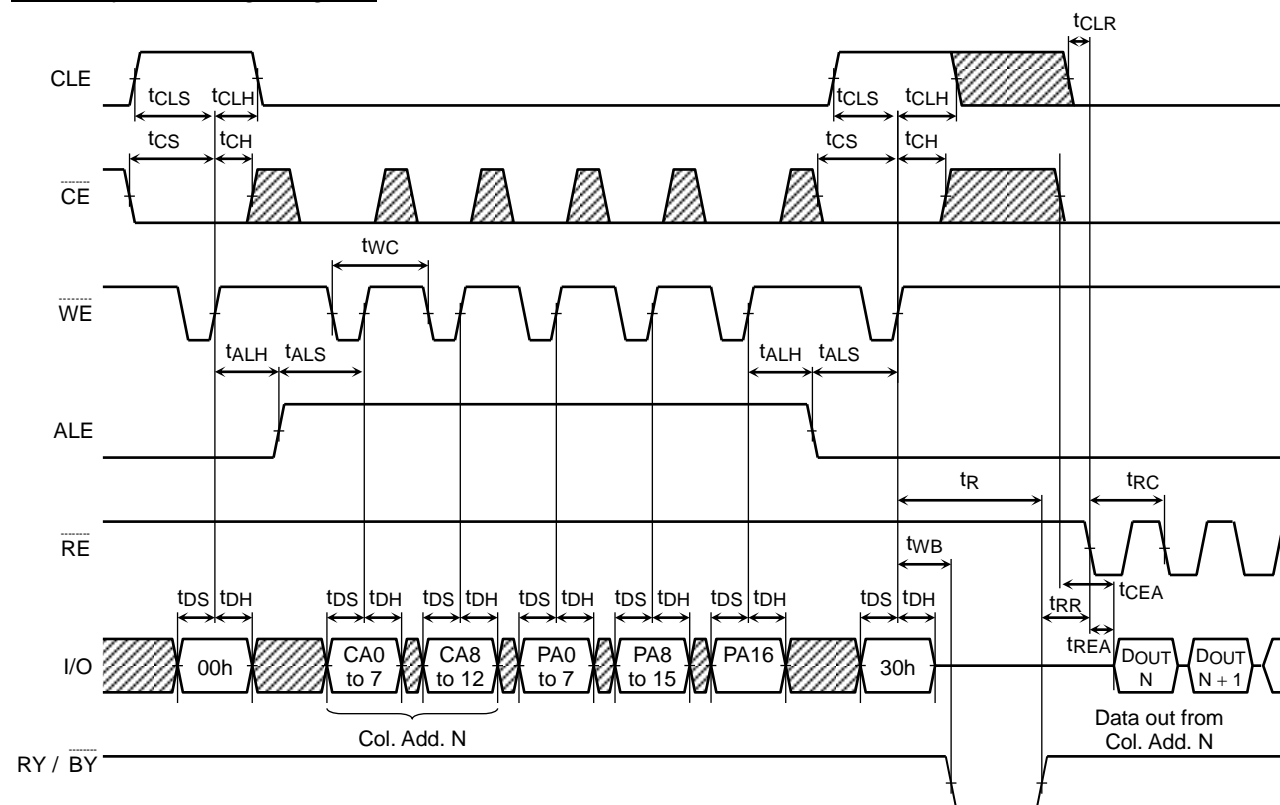 tCLR
CLE
tCLS tCLH tCLS tCLH
tCS tCH tCS tCH
CE
tWC
WE
tALH tALS tALH tALS
ALE
tR tRC
RE
tWB
tDS tDH tDS tDH tDS tDH tDS tDH tDS tDH tDS tDH tDS tDH tRR tCEA
tREA
I/O 00h CA0 to 7 CA8 to 12 PA0 to 7 PA8 to 15 PA16 30h DOUT N DOUT N + 1
Col. Add. N
Data out from
Col. Add. N
RY / BY